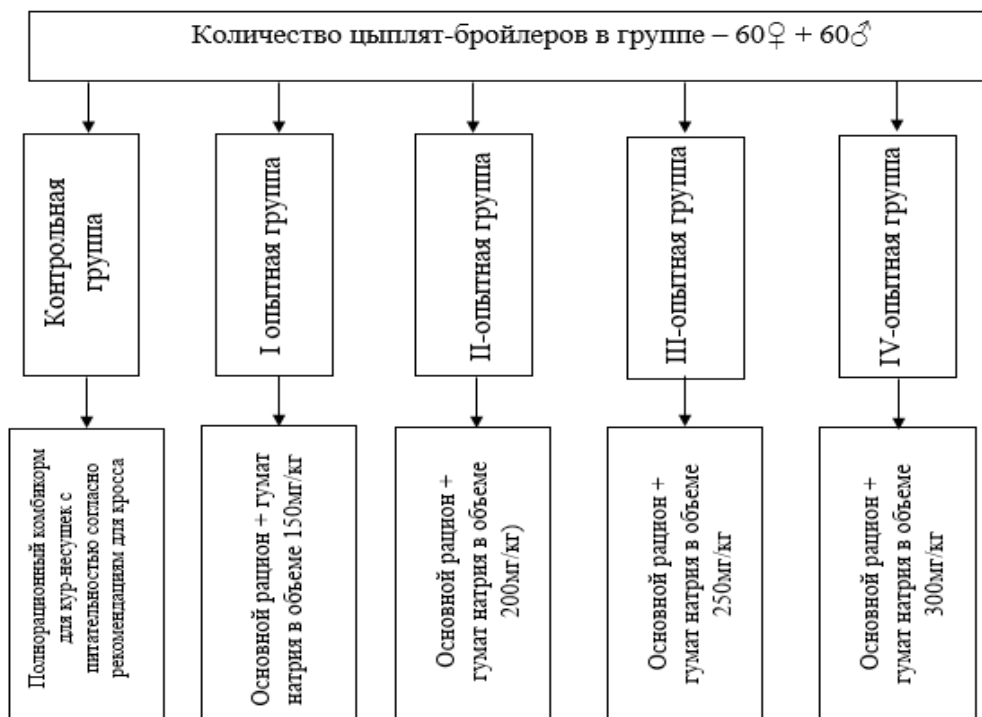 Количество цыплят-бройлеров в группе – 60♀ + 60♂
Контрольная
группа
I опытная группа
II-опытная группа
III-опытная группа
IV-опытная группа
Полнорационный комбикорм
для кур-несушек с
питательностью согласно
рекомендациям для кросса
Основной рацион + гумат
натрия в объеме 150мг/кг
Основной рацион +
гумат натрия в объеме
200мг/кг)
Основной рацион +
гумат натрия в объеме
250мг/кг
Основной рацион +
гумат натрия в объеме
300мг/кг